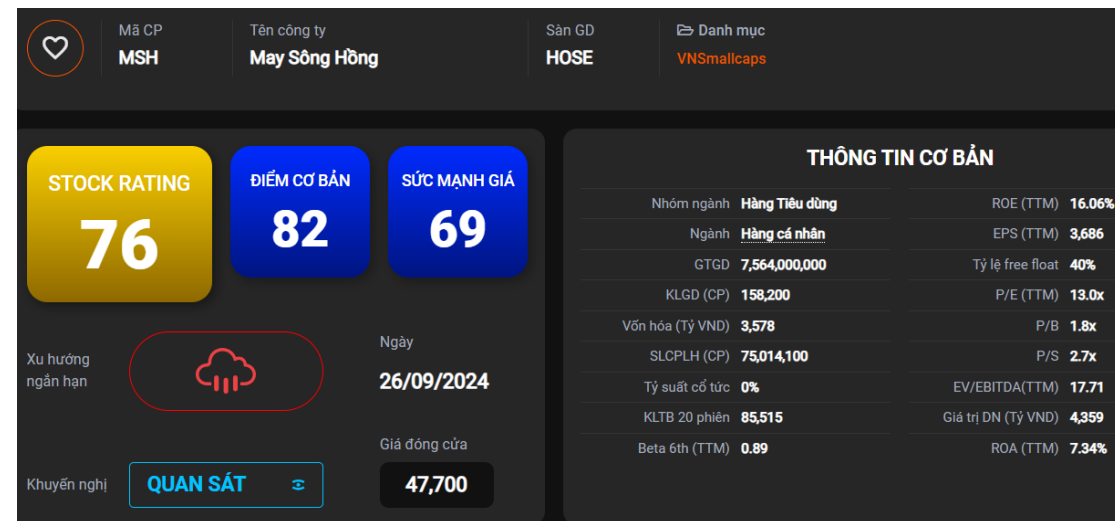 Mã CP
MSH
Tên công ty
May Sông Hồng
Sàn GD
HOSE
Danh mục
VNSmallcaps
STOCK RATING
76
ĐIỂM CƠ BẢN
82
SỨC MẠNH GIÁ
69
Xu hướng
ngắn hạn
Ngày
26/09/2024
Khuyến nghị
QUAN SÁT
Giá đóng cửa
47,700
THÔNG TIN CƠ BẢN
Nhóm ngành Hàng Tiêu dùng
Ngành Hàng cá nhân
GTGD 7,564,000,000
KLGD (CP) 158,200
Vốn hóa (Tỷ VND) 3,578
SLCPLH (CP) 75,014,100
Tỷ suất cổ tức 0%
KLTB 20 phiên 85,515
Beta 6th (TTM) 0.89
ROE (TTM) 16.06%
EPS (TTM) 3,686
Tỷ lệ free float 40%
P/E (TTM) 13.0x
P/B 1.8x
P/S 2.7x
EV/EBITDA(TTM) 17.71
Giá trị DN (Tỷ VND) 4,359
ROA (TTM) 7.34%